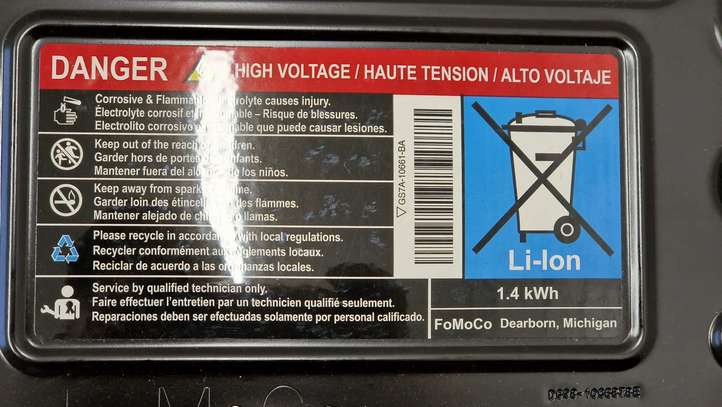 DANGER HIGH VOLTAGE / HAUTE TENSION / ALTO VOLTAJE
Corrosive & Flammable Electrolyte causes injury.
Électrolyte corrosif et inflammable – Risque de blessures.
Electrolito corrosivo e inflamable que puede causar lesiones.
Keep out of the reach of children.
Garder hors de portée des enfants.
Mantener fuera del alcance de los niños.
Keep away from sparks, flame.
Garder loin des étincelles, des flammes.
Mantener alejado de chispas o llamas.
Please recycle in accordance with local regulations.
Recycler conformément aux règlements locaux.
Reciclar de acuerdo a las ordenanzas locales.
Service by qualified technician only.
Faire effectuer l'entretien par un technicien qualifié seulement.
Reparaciones deben ser efectuadas solamente por personal calificado.
GS7A-10661-BA
Li-Ion
1.4 kWh
FoMoCo Dearborn, Michigan